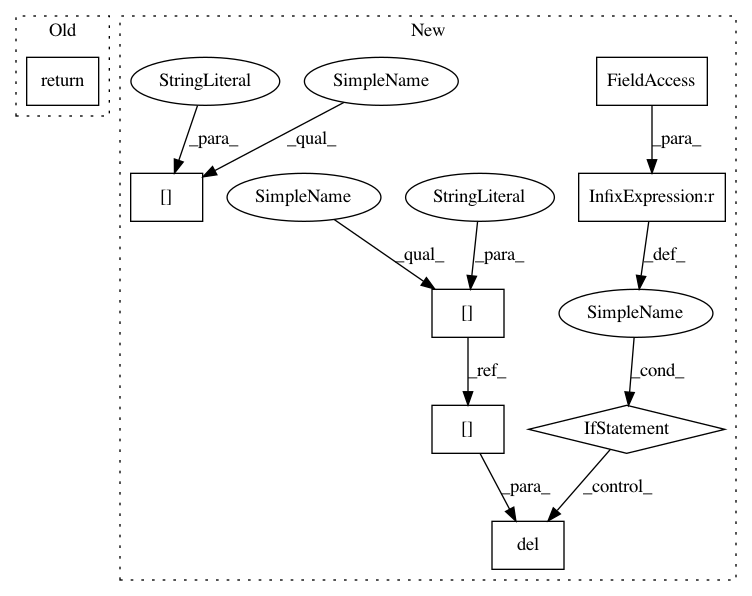 Old
New
return
StringLiteral
SimpleName
FieldAccess
_para_
_qual_
_para_
[]
SimpleName
StringLiteral
InfixExpression:r
_qual_
_para_
_def_
[]
SimpleName
_ref_
_cond_
[]
IfStatement
_para_
_control_
del